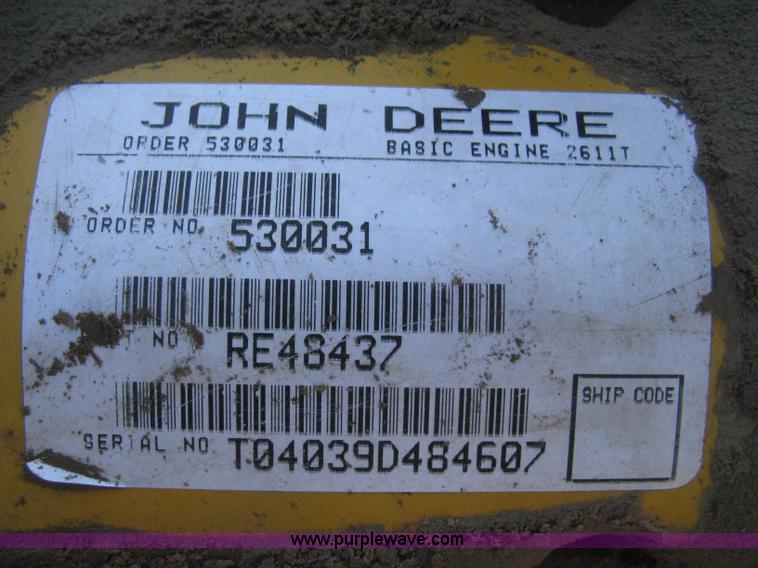 JOHN DEERE
ORDER 530031 BASIC ENGINE 2611T
ORDER NO. 530031
T NO RE48437
SHIP CODE
SERIAL NO T04039D484607
www.purplewave.com